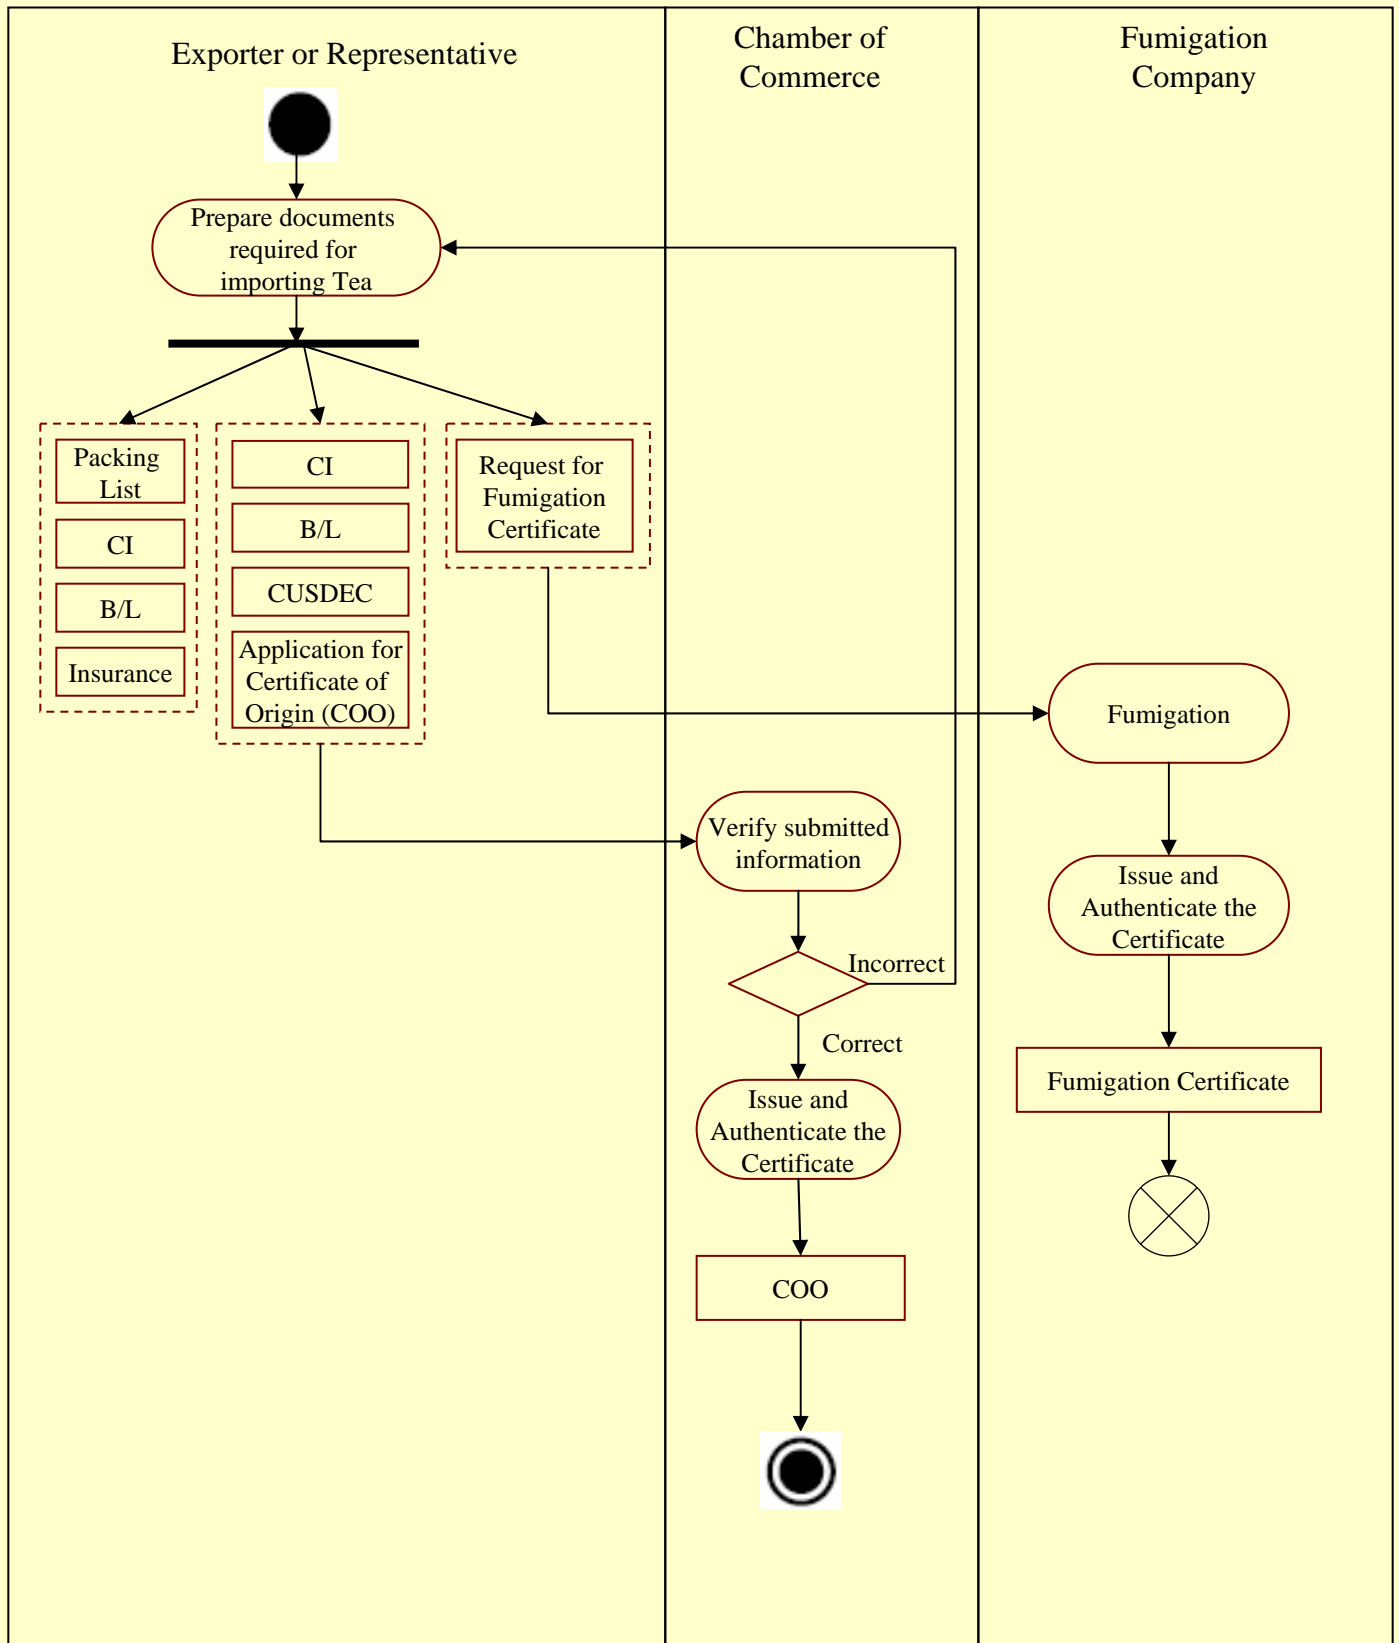 Exporter or Representative
Chamber of
Commerce
Fumigation
Company
Prepare documents
required for
importing Tea
Packing
List
CI
B/L
Insurance
CI
B/L
CUSDEC
Application for
Certificate of
Origin (COO)
Request for
Fumigation
Certificate
Fumigation
Verify submitted
information
Issue and
Authenticate the
Certificate
Incorrect
Correct
Fumigation Certificate
Issue and
Authenticate the
Certificate
COO